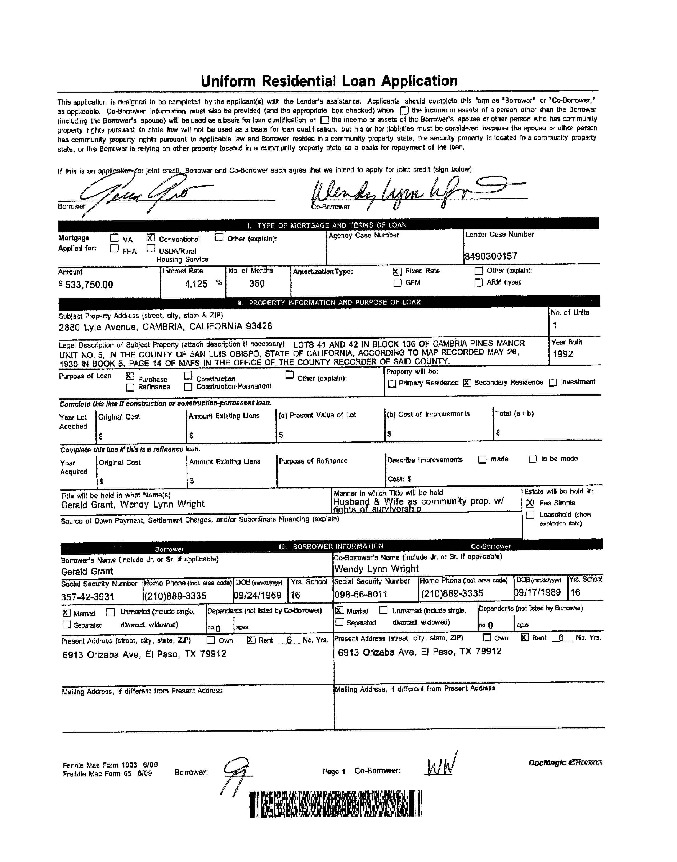 Uniform Residential Loan Application
This application is designed to be completed by the applicant(s) with the Lender's assistance. Applicants should complete this form as "Borrower" or "Co-Borrower,"
as applicable. Co-Borrower information must also be provided (and the appropriate box checked) when the income or assets of a person other than the Borrower
(including the Borrower's spouse) will be used as a basis for loan qualification or the income or assets of the Borrower's spouse or other person who has community
property rights pursuant to state law will not be used as a basis for loan qualification, but his or her liabilities must be considered because the spouse or other person
has community property rights pursuant to applicable law and Borrower resides in a community property state, the security property is located in a community property
state, or the Borrower is relying on other property located in a community property state as a basis for repayment of the loan.
If this is an application for joint credit, Borrower and Co-Borrower each agree that we intend to apply for joint credit (sign below)
Borrower Co-Borrower
I. TYPE OF MORTGAGE AND TERMS OF LOAN
Mortgage Applied for: VA X Conventional Other (explain): Agency Case Number Lender Case Number
FHA USDA/Rural Housing Service 8490300157
Amount Interest Rate No. of Months Amortization Type: X Fixed Rate Other (explain):
$ 533,750.00 4.125 % 360 GPM ARM (type):
II. PROPERTY INFORMATION AND PURPOSE OF LOAN
Subject Property Address (street, city, state & ZIP) No. of Units
2880 Lyle Avenue, CAMBRIA, CALIFORNIA 93428 1
Legal Description of Subject Property (attach description if necessary) LOTS 41 AND 42 IN BLOCK 136 OF CAMBRIA PINES MANOR Year Built
UNIT NO. 5, IN THE COUNTY OF SAN LUIS OBISPO, STATE OF CALIFORNIA, ACCORDING TO MAP RECORDED MAY 26, 1992
IN BOOK 5, PAGE 14 OF MAPS IN THE OFFICE OF THE COUNTY RECORDER OF SAID COUNTY.
Purpose of Loan X Purchase Construction Other (explain): Property will be:
Refinance Construction-Permanent Primary Residence X Secondary Residence Investment
Complete this line if construction or construction-permanent loan.
Year Lot Acquired Original Cost Amount Existing Liens (a) Present Value of Lot (b) Cost of Improvements Total (a + b)
$ $ $ $ $
Complete this line if this is a refinance loan.
Year Acquired Original Cost Amount Existing Liens Purpose of Refinance Describe Improvements made to be made
$ $ Cost: $
Title will be held in what Name(s) Manner in which Title will be held Estate will be held in:
Gerald Grant, Wendy Lynn Wright Husband & Wife as community prop. w/ X Fee Simple
rights of survivorship Leasehold (show expiration date)
Source of Down Payment, Settlement Charges, and/or Subordinate Financing (explain)
Borrower III. BORROWER INFORMATION Co-Borrower
Borrower's Name (include Jr. or Sr. if applicable) Co-Borrower's Name (include Jr. or Sr. if applicable)
Gerald Grant Wendy Lynn Wright
Social Security Number Home Phone (incl. area code) DOB (mm/dd/yyyy) Yrs. School Social Security Number Home Phone (incl. area code) DOB (mm/dd/yyyy) Yrs. School
357-42-3931 (210)889-3335 09/24/1969 16 098-66-8011 (210)889-3335 09/17/1989 16
X Married Unmarried (include single, divorced, widowed) Dependents (not listed by Co-Borrower) X Married Unmarried (include single, divorced, widowed) Dependents (not listed by Borrower)
Separated no. 0 ages Separated no. 0 ages
Present Address (street, city, state, ZIP) Own X Rent 6 No. Yrs. Present Address (street, city, state, ZIP) Own X Rent 6 No. Yrs.
6913 Orizaba Ave, El Paso, TX 79912 6913 Orizaba Ave, El Paso, TX 79912
Mailing Address, if different from Present Address Mailing Address, if different from Present Address
Fannie Mae Form 1003 6/09
Freddie Mac Form 65 6/09 Borrower: Page 1 Co-Borrower: WW DocMagic